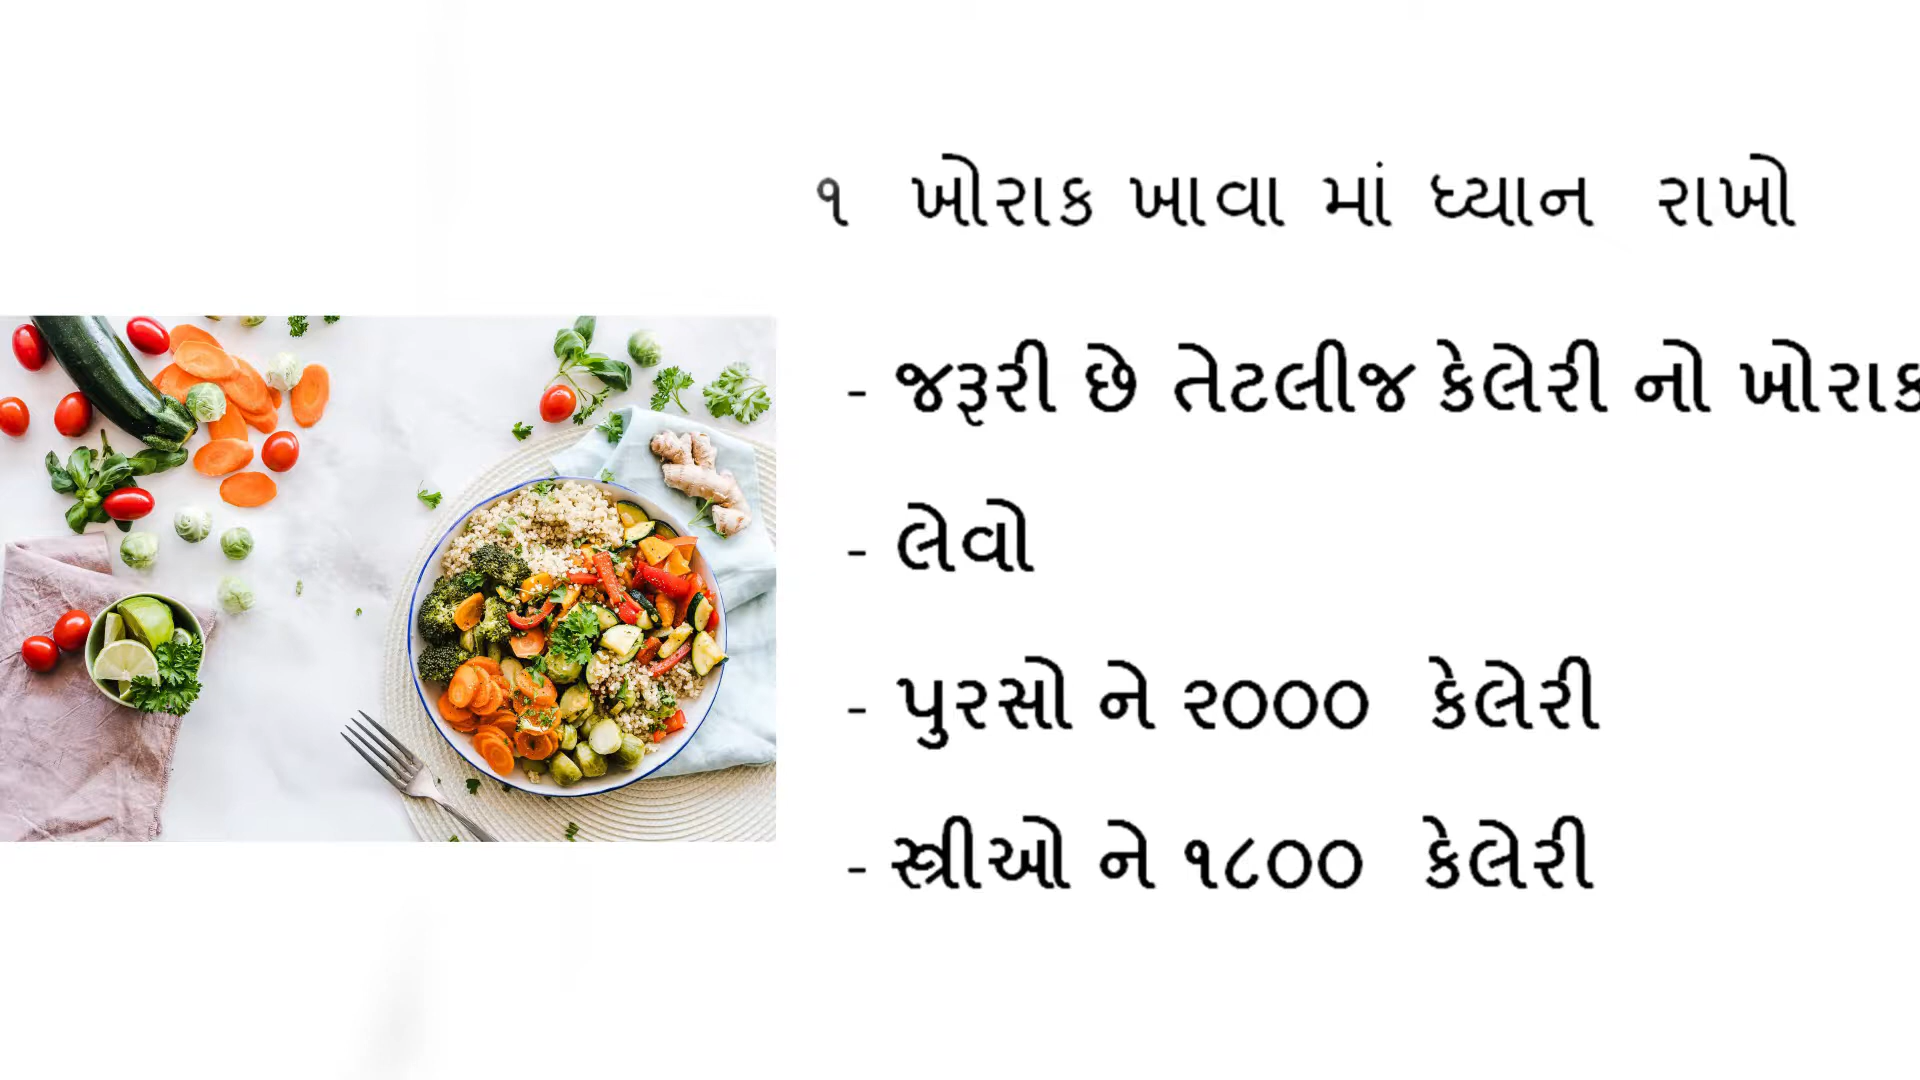 ૧ ખોરાક ખાવા માં ધ્યાન રાખો
- જરૂરી છે તેટલીજ કેલેરી નો ખોરાક
- લેવો
- પુરસો ને ૨૦૦૦ કેલેરી
- સ્ત્રીઓ ને ૧૮૦૦ કેલેરી